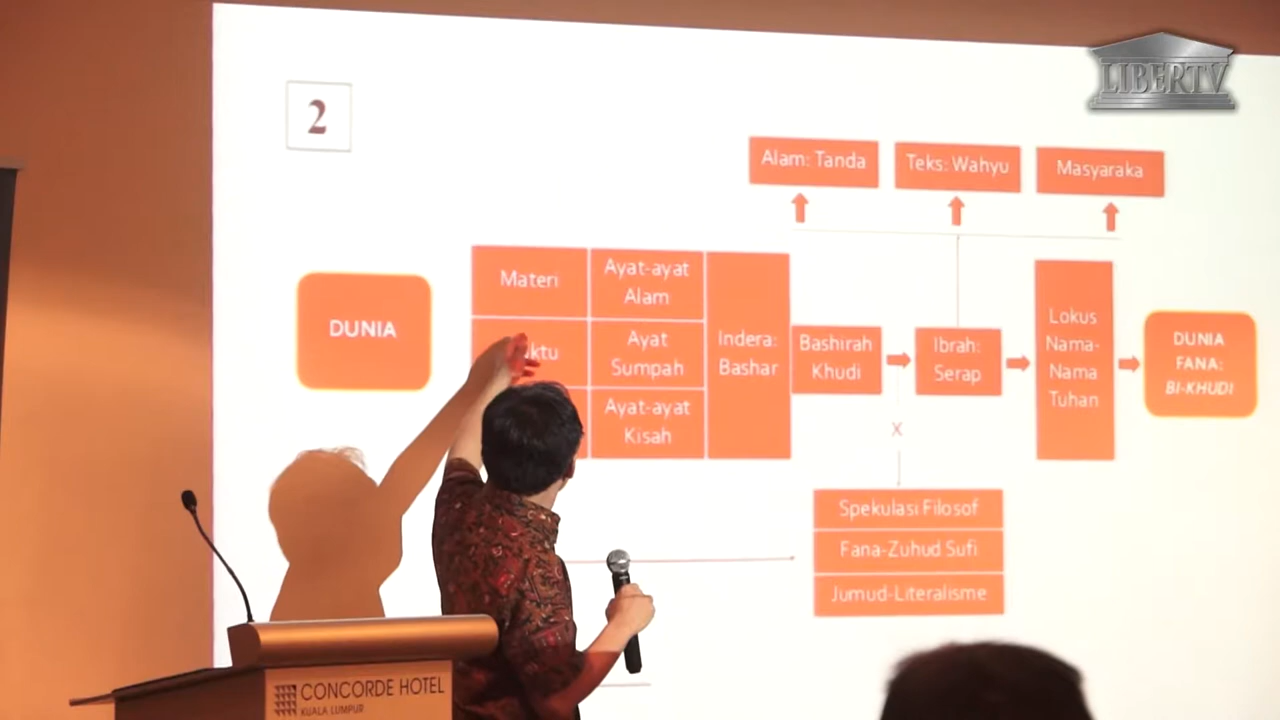 LIBERTV
2
Alam: Tanda
Teks: Wahyu
Masyaraka
DUNIA
Materi
Ayat-ayat
Alam
Ayat
Sumpah
Ayat-ayat
Kisah
Indera:
Bashar
Bashirah
Khudi
Ibrah:
Serap
Lokus
Nama-
Nama
Tuhan
DUNIA
FANA:
BI-KHUDI
X
Spekulasi Filosof
Fana-Zuhud Sufi
Jumud-Literalisme
CONCORDE HOTEL
KUALA LUMPUR